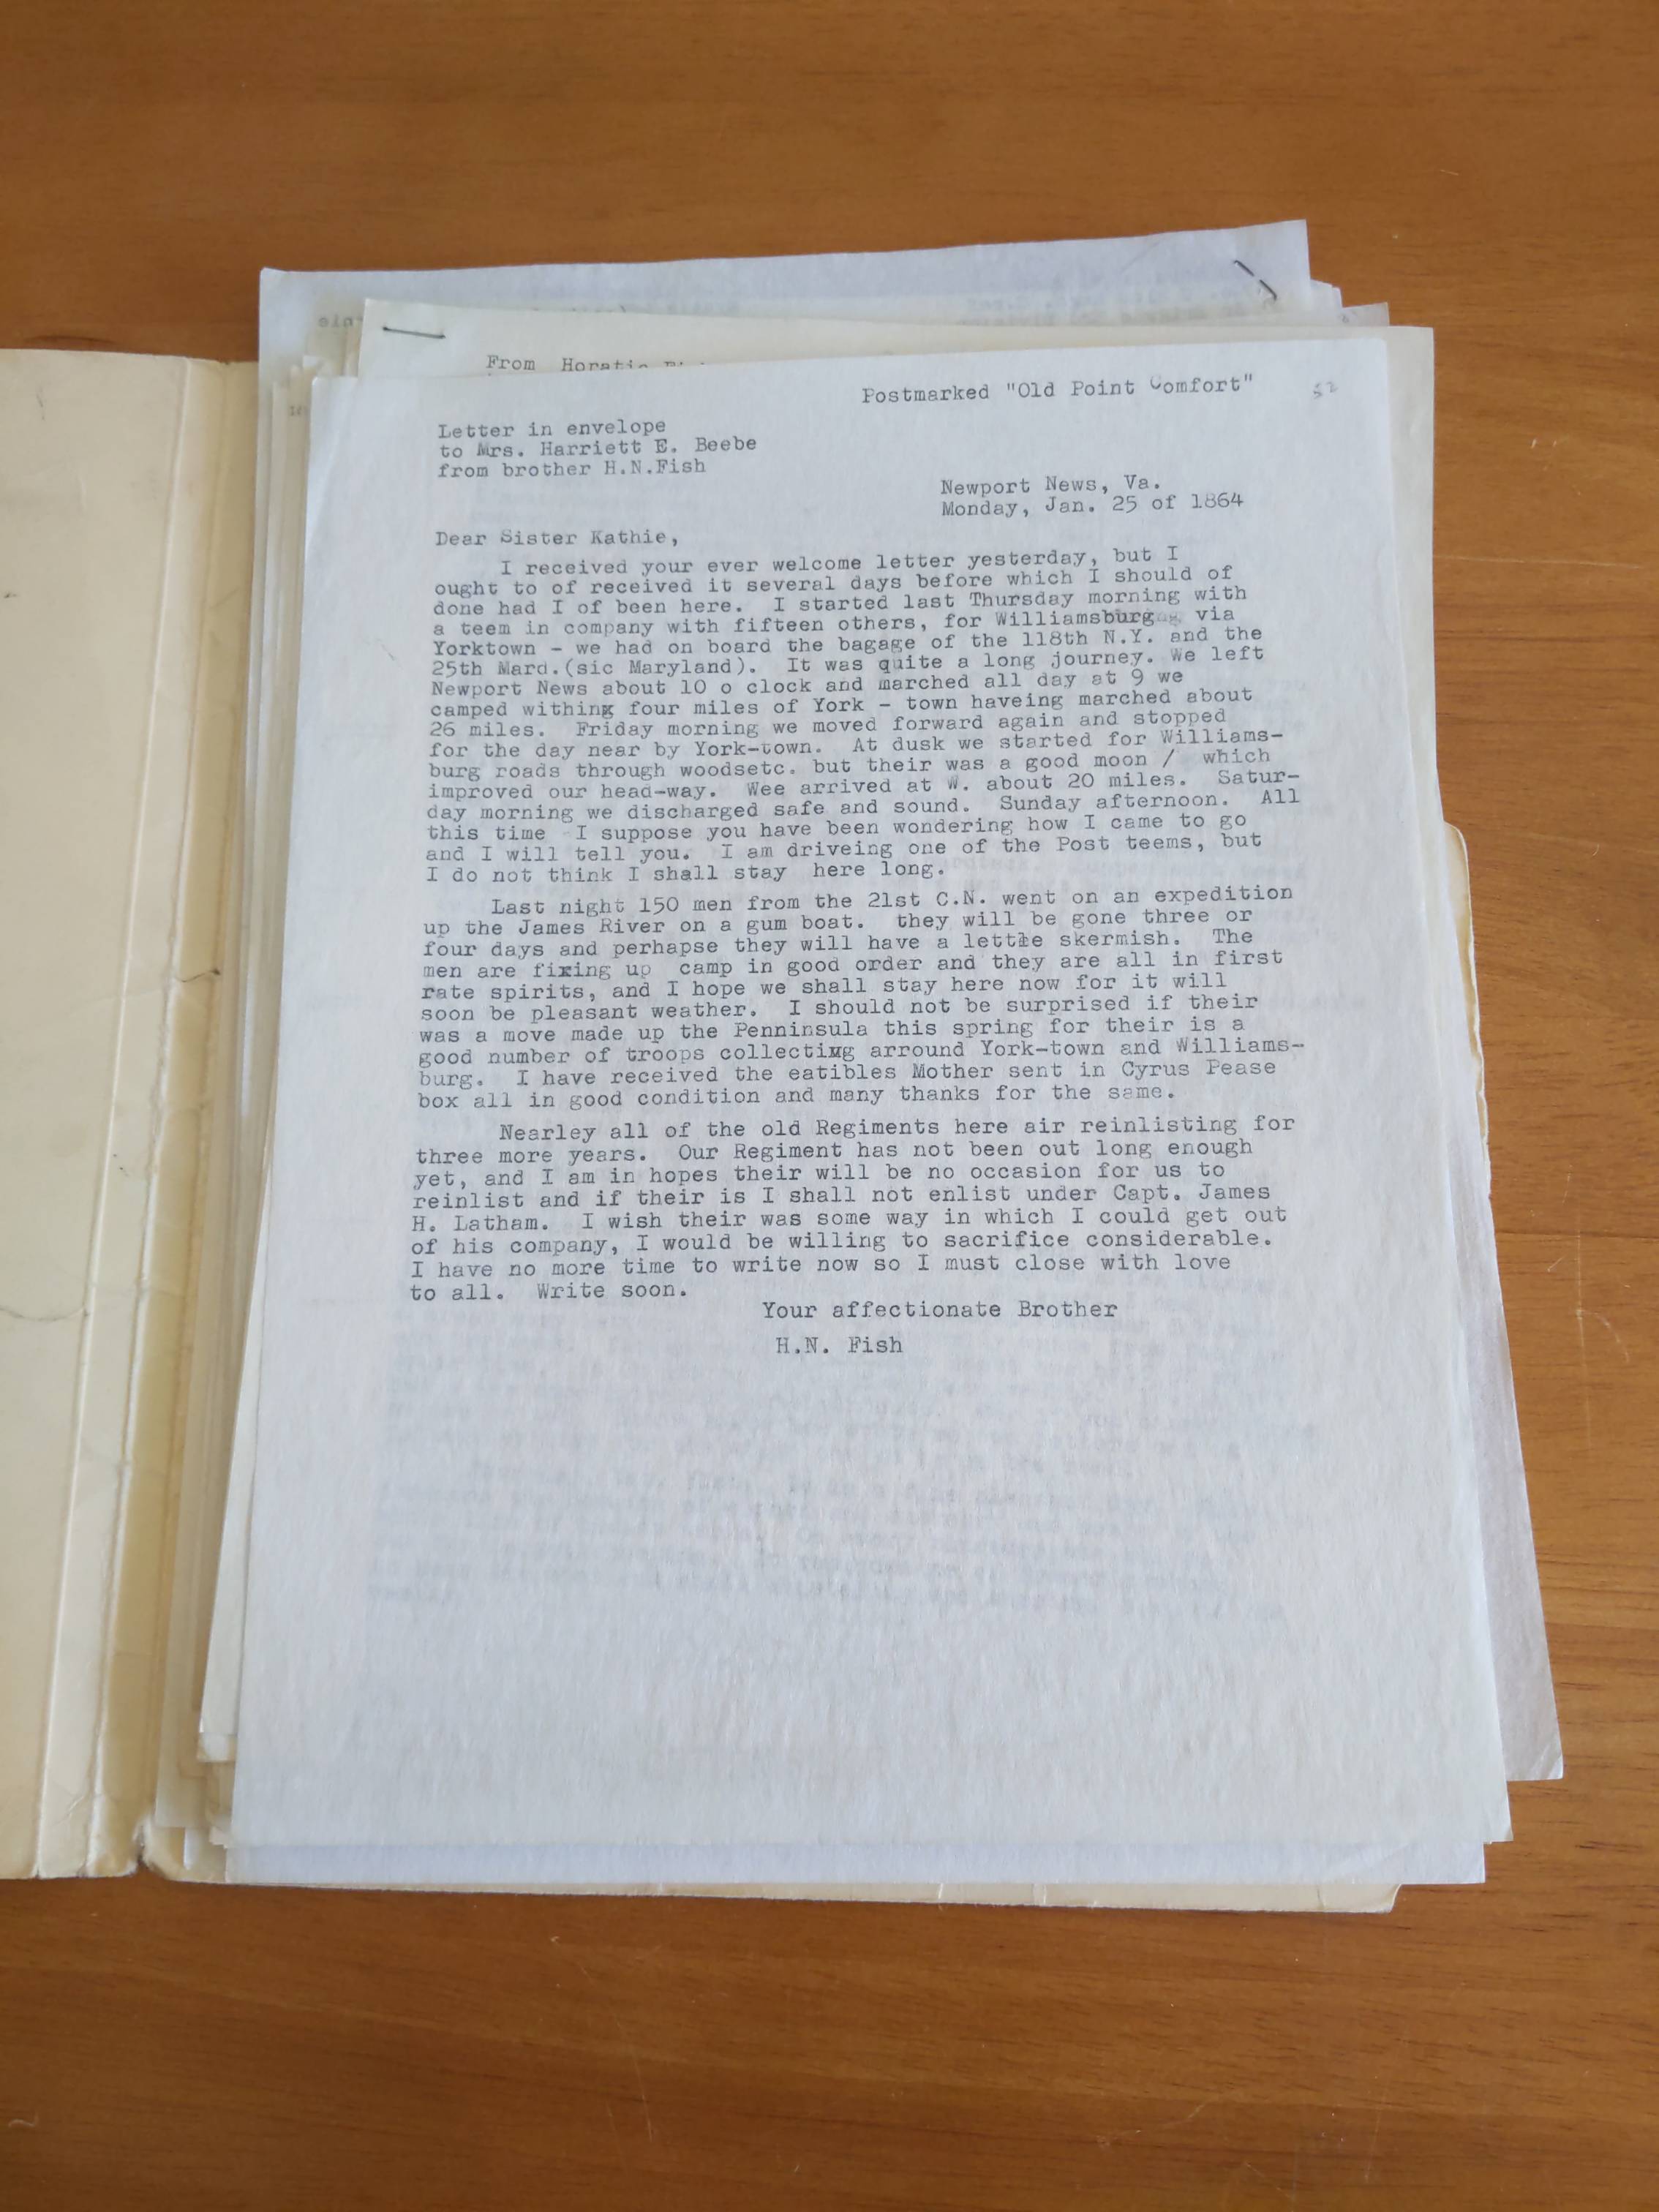 From Horatio
Postmarked "Old Point Comfort" 52
Letter in envelope
to Mrs. Harriett E. Beebe
from brother H.N.Fish
Newport News, Va.
Monday, Jan. 25 of 1864
Dear Sister Kathie,
I received your ever welcome letter yesterday, but I
ought to of received it several days before which I should of
done had I of been here. I started last Thursday morning with
a teem in company with fifteen others, for Williamsburg via
Yorktown - we had on board the bagage of the 118th N.Y. and the
25th Mard.(sic Maryland). It was quite a long journey. We left
Newport News about 10 o clock and marched all day at 9 we
camped withing four miles of York - town haveing marched about
26 miles. Friday morning we moved forward again and stopped
for the day near by York-town. At dusk we started for Williams-
burg roads through woodsetc. but their was a good moon / which
improved our head-way. Wee arrived at W. about 20 miles. Satur-
day morning we discharged safe and sound. Sunday afternoon. All
this time I suppose you have been wondering how I came to go
and I will tell you. I am driveing one of the Post teems, but
I do not think I shall stay here long.
Last night 150 men from the 21st C.N. went on an expedition
up the James River on a gum boat. they will be gone three or
four days and perhapse they will have a lettle skermish. The
men are fixing up camp in good order and they are all in first
rate spirits, and I hope we shall stay here now for it will
soon be pleasant weather. I should not be surprised if their
was a move made up the Penninsula this spring for their is a
good number of troops collecting arround York-town and Williams-
burg. I have received the eatibles Mother sent in Cyrus Pease
box all in good condition and many thanks for the same.
Nearley all of the old Regiments here air reinlisting for
three more years. Our Regiment has not been out long enough
yet, and I am in hopes their will be no occasion for us to
reinlist and if their is I shall not enlist under Capt. James
H. Latham. I wish their was some way in which I could get out
of his company, I would be willing to sacrifice considerable.
I have no more time to write now so I must close with love
to all. Write soon.
Your affectionate Brother
H.N. Fish